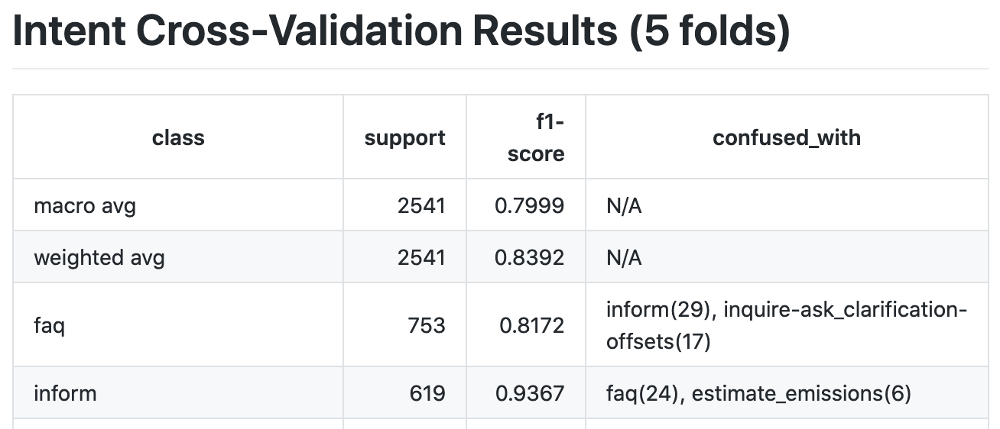 Intent Cross-Validation Results (5 folds)
class support f1-score confused_with
macro avg 2541 0.7999 N/A
weighted avg 2541 0.8392 N/A
faq 753 0.8172 inform(29), inquire-ask_clarification-offsets(17)
inform 619 0.9367 faq(24), estimate_emissions(6)